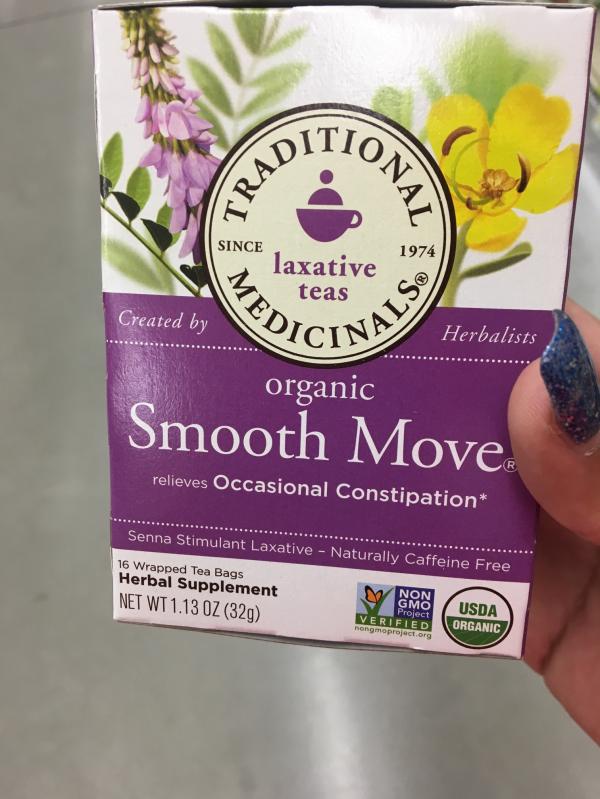 TRADITIONAL
SINCE 1974
laxative
teas
MEDICINALS®
Created by Herbalists
organic
Smooth Move®
relieves Occasional Constipation*
Senna Stimulant Laxative – Naturally Caffeine Free
16 Wrapped Tea Bags
Herbal Supplement
NET WT 1.13 OZ (32g)
NON
GMO
Project
VERIFIED
nongmoproject.org
USDA
ORGANIC